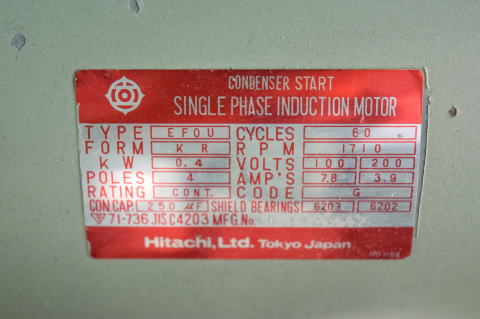 CONDENSER START
SINGLE PHASE INDUCTION MOTOR
TYPE EFOU CYCLES 60
FORM KR RPM 1710
KW 0.4 VOLTS 100 200
POLES 4 AMP'S 7.8 3.9
RATING CONT. CODE G
CON.CAP. 250 μF SHIELD BEARINGS 6203 6202
71-736 JIS C4203 MFG.No.
Hitachi, Ltd. Tokyo Japan